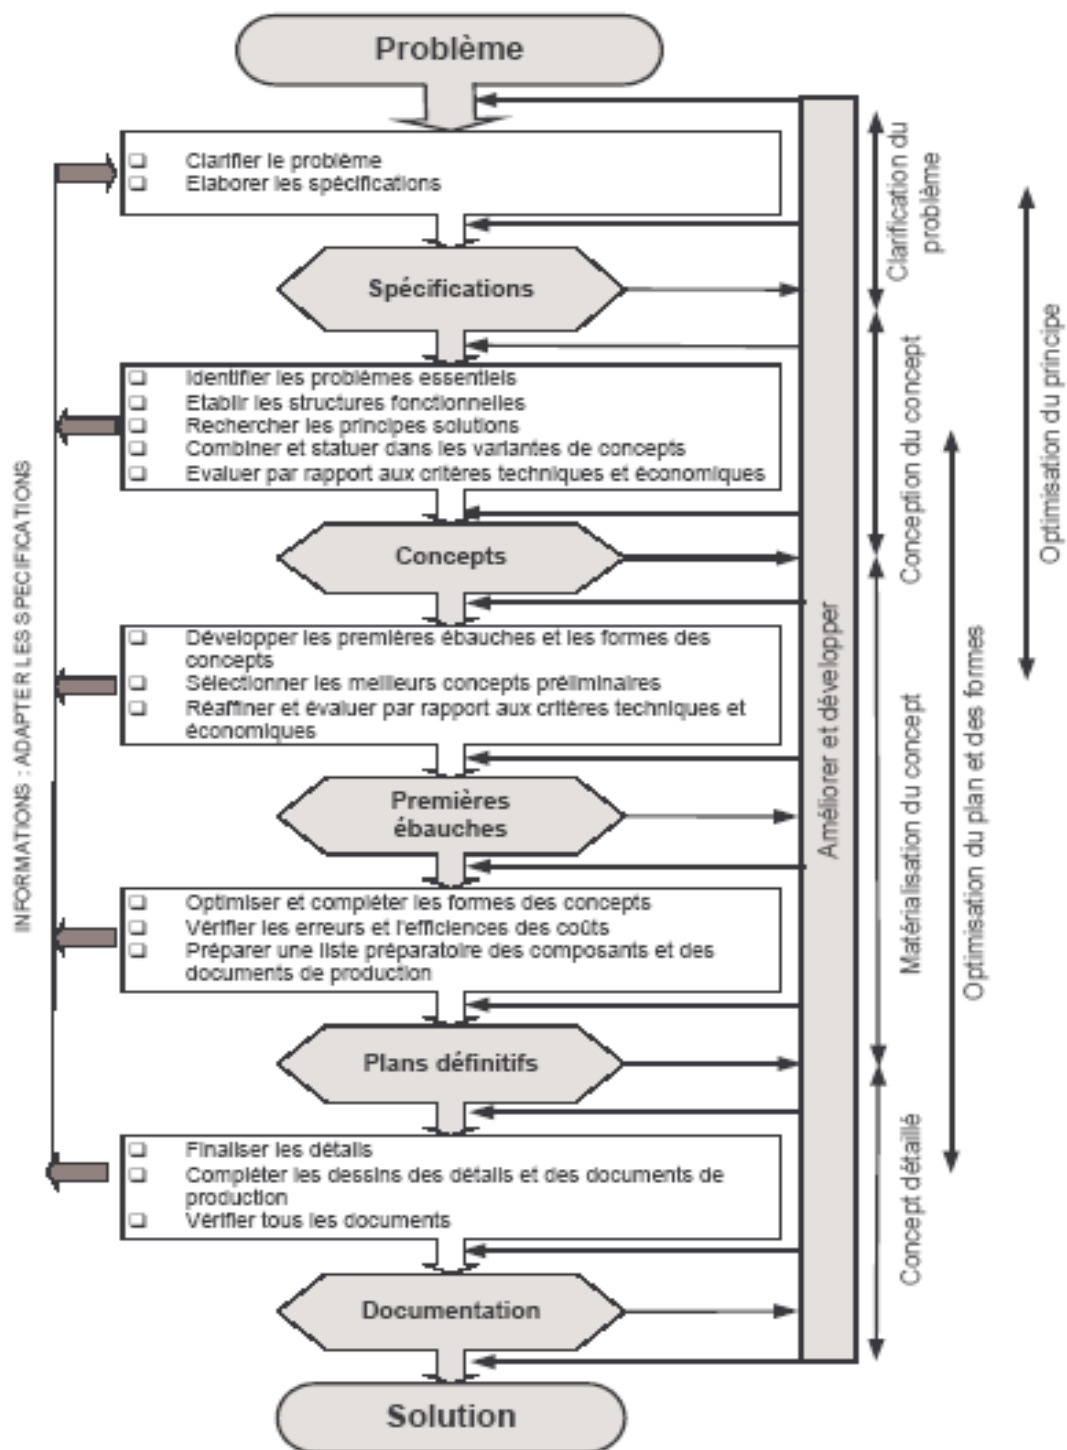 Problème
Clarifier le problème
Elaborer les spécifications
Spécifications
Identifier les problèmes essentiels
Etablir les structures fonctionnelles
Rechercher les principes solutions
Combiner et statuer dans les variantes de concepts
Evaluer par rapport aux critères techniques et économiques
Concepts
Développer les premières ébauches et les formes des
concepts
Sélectionner les meilleurs concepts préliminaires
Réaffiner et évaluer par rapport aux critères techniques et
économiques
Premières
ébauches
Optimiser et compléter les formes des concepts
Vérifier les erreurs et l'efficiences des coûts
Préparer une liste préparatoire des composants et des
documents de production
Plans définitifs
Finaliser les détails
Compléter les dessins des détails et des documents de
production
Vérifier tous les documents
Documentation
Solution
INFORMATIONS : ADAPTER LES SPECIFICATIONS
Améliorer et développer
Clarification du
problème
Conception du concept
Matérialisation du concept
Concept détaillé
Optimisation du plan et des formes
Optimisation du principe